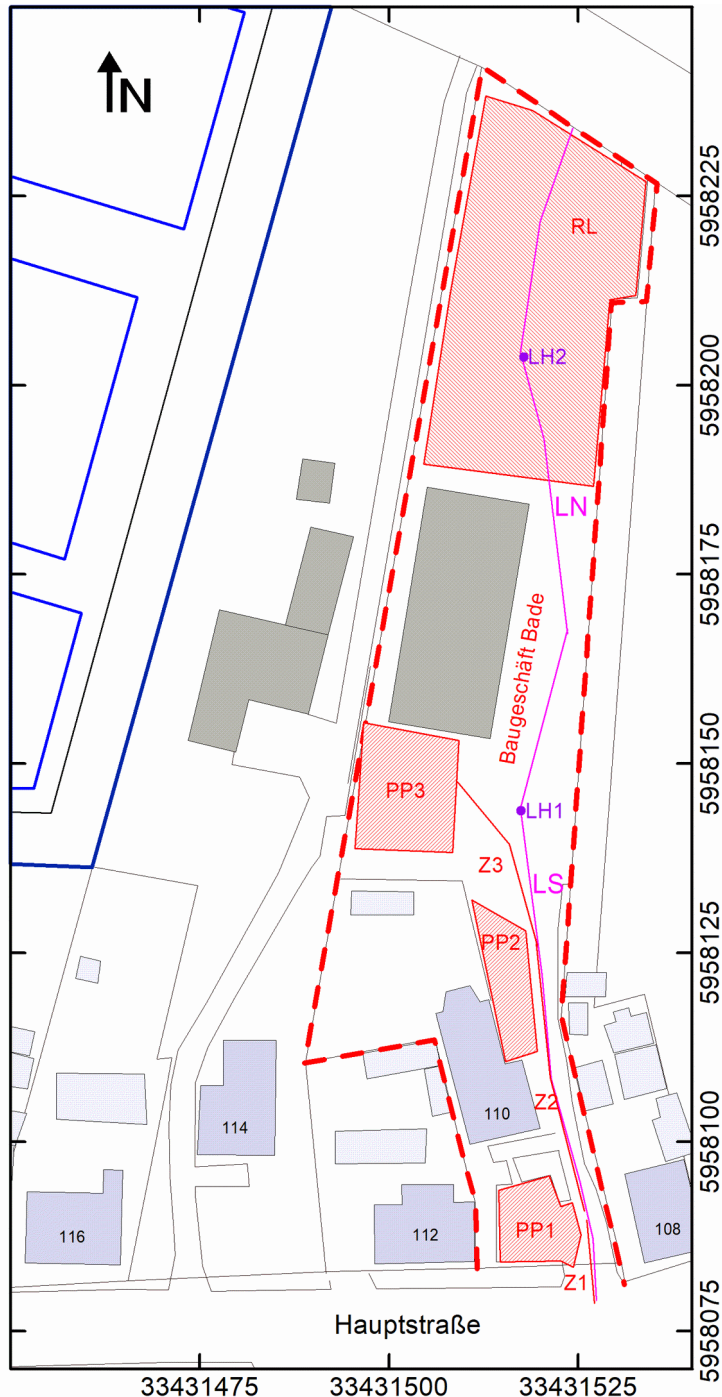 N
RL
LH2
LN
Baugeschäft Bade
PP3
LH1
Z3
LS
PP2
Z2
110
114
116
112
PP1
108
Z1
Hauptstraße
5958225
5958200
5958175
5958150
5958125
5958100
5958075
33431475
33431500
33431525